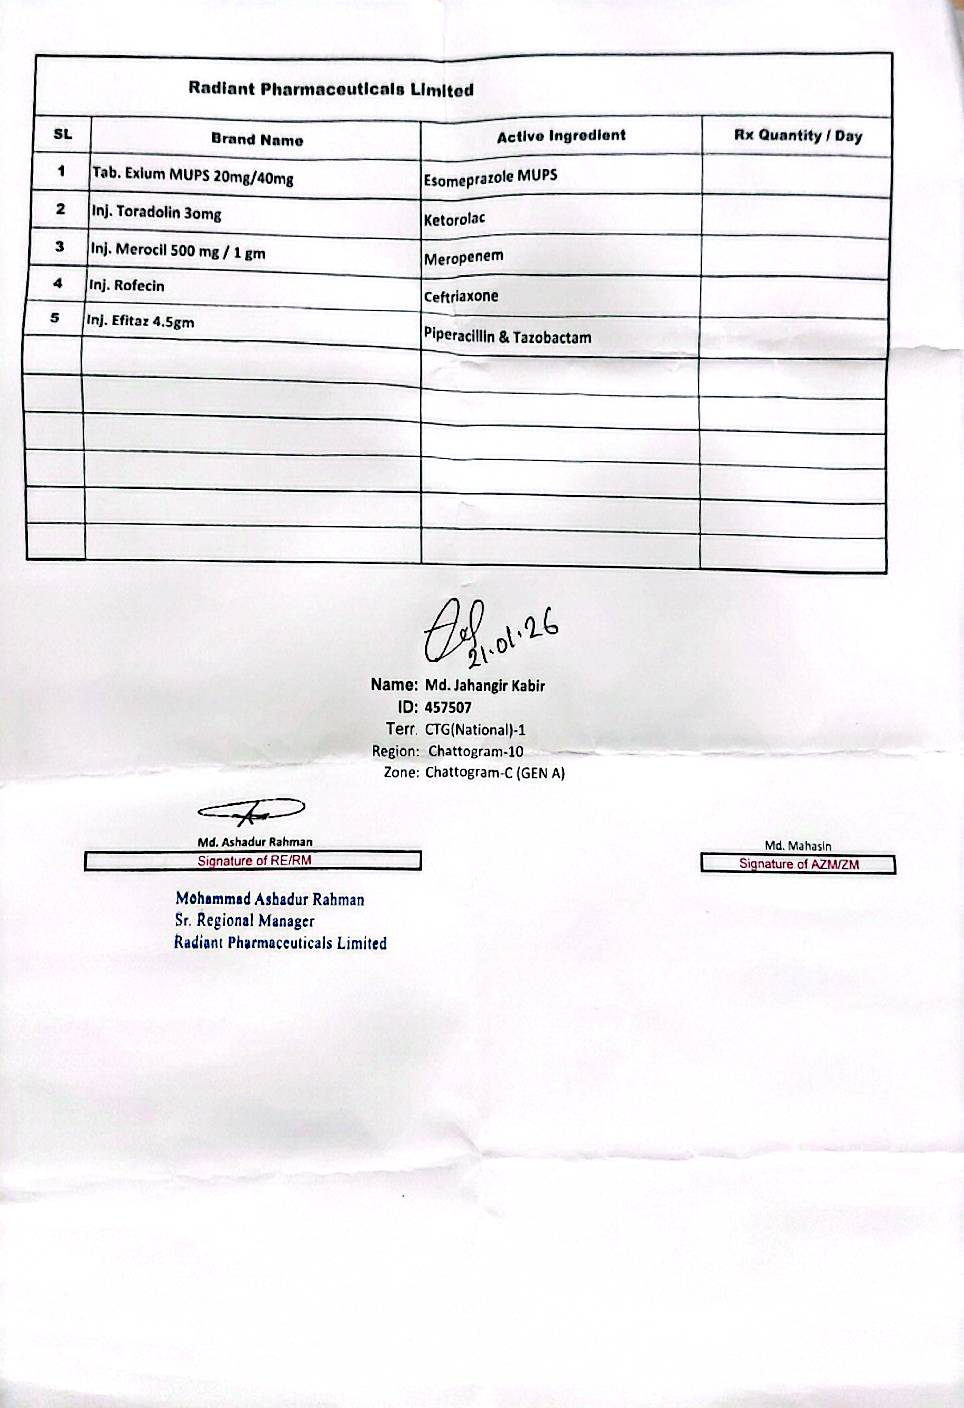 Radiant Pharmaceuticals Limited
SL Brand Name Active Ingredient Rx Quantity / Day
1 Tab. Exium MUPS 20mg/40mg Esomeprazole MUPS
2 Inj. Toradolin 3omg Ketorolac
3 Inj. Merocil 500 mg / 1 gm Meropenem
4 Inj. Rofecin Ceftriaxone
5 Inj. Efitaz 4.5gm Piperacillin & Tazobactam
21.01.26
Name: Md. Jahangir Kabir
ID: 457507
Terr. CTG(National)-1
Region: Chattogram-10
Zone: Chattogram-C (GEN A)
Md. Ashadur Rahman
Signature of RE/RM
Md. Mahasin
Signature of AZM/ZM
Mohammad Ashadur Rahman
Sr. Regional Manager
Radiant Pharmaceuticals Limited